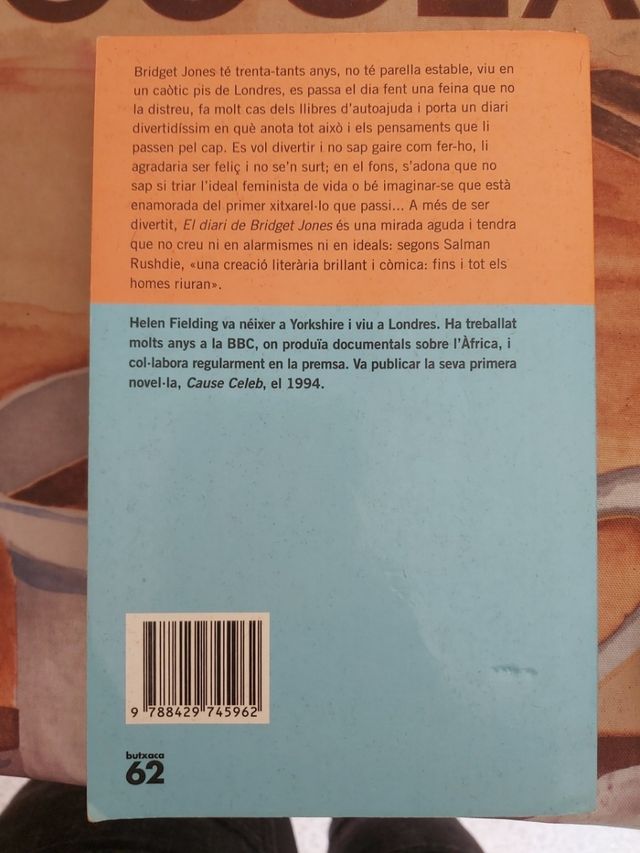 Bridget Jones té trenta-tants anys, no té parella estable, viu en
un caòtic pis de Londres, es passa el dia fent una feina que no
la distreu, fa molt cas dels llibres d'autoajuda i porta un diari
divertidíssim en què anota tot això i els pensaments que li
passen pel cap. Es vol divertir i no sap gaire com fer-ho, li
agradaria ser feliç i no se'n surt; en el fons, s'adona que no
sap si triar l'ideal feminista de vida o bé imaginar-se que està
enamorada del primer xitxarel·lo que passi... A més de ser
divertit, El diari de Bridget Jones és una mirada aguda i tendra
que no creu ni en alarmismes ni en ideals: segons Salman
Rushdie, «una creació literària brillant i còmica: fins i tot els
homes riuran».
Helen Fielding va néixer a Yorkshire i viu a Londres. Ha treballat
molts anys a la BBC, on produïa documentals sobre l'Àfrica, i
col·labora regularment en la premsa. Va publicar la seva primera
novel·la, Cause Celeb, el 1994.
9 788429 745962
butxaca
62